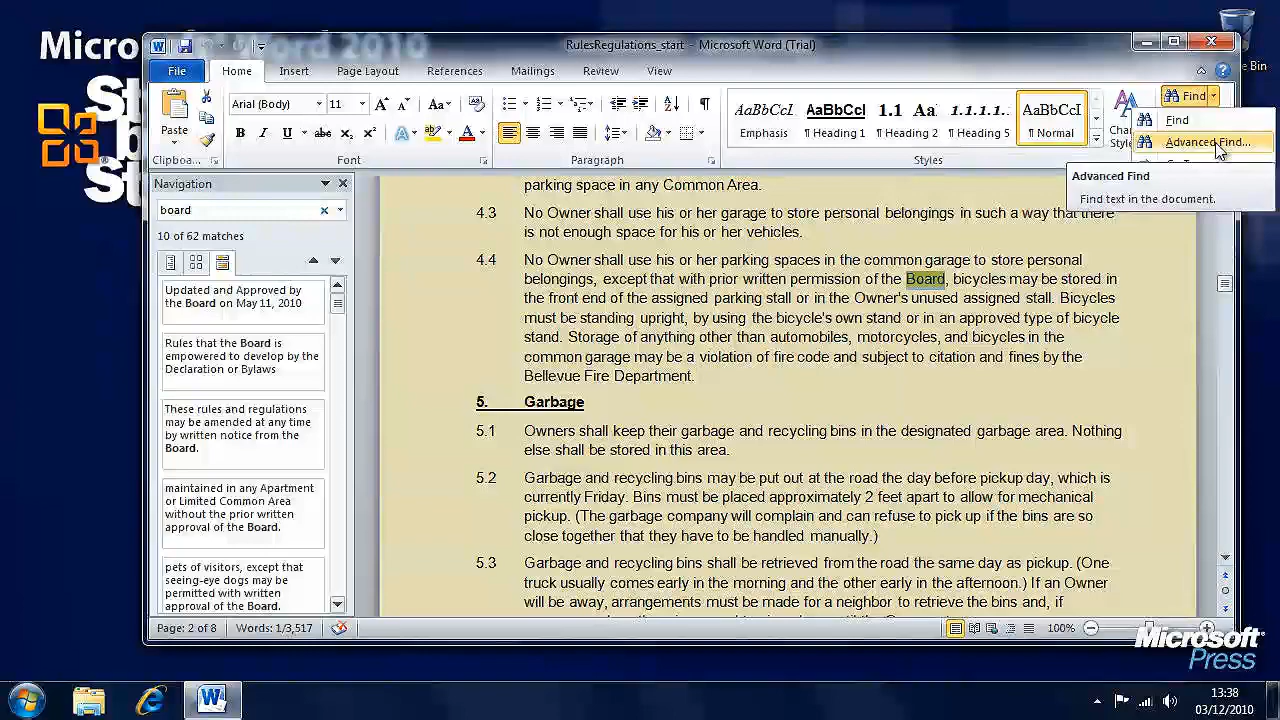 Microsoft Word 2010
RulesRegulations_start - Microsoft Word (Trial)
File Home Insert Page Layout References Mailings Review View
Bin
Paste
Arial (Body) 11
B I U abc x₂ x²
Clipboa... Font Paragraph Styles
AaBbCcI AaBbCcI 1.1 Aa 1.1.1.1. AaBbCcI
Emphasis ¶ Heading 1 ¶ Heading 2 ¶ Heading 5 ¶ Normal
Find
Find
Advanced Find...
Advanced Find
Find text in the document.
Navigation
board
10 of 62 matches
Updated and Approved by
the Board on May 11, 2010
Rules that the Board is
empowered to develop by the
Declaration or Bylaws
These rules and regulations
may be amended at any time
by written notice from the
Board.
maintained in any Apartment
or Limited Common Area
without the prior written
approval of the Board.
pets of visitors, except that
seeing-eye dogs may be
permitted with written
approval of the Board.
parking space in any Common Area.
4.3 No Owner shall use his or her garage to store personal belongings in such a way that there
is not enough space for his or her vehicles.
4.4 No Owner shall use his or her parking spaces in the common garage to store personal
belongings, except that with prior written permission of the Board, bicycles may be stored in
the front end of the assigned parking stall or in the Owner's unused assigned stall. Bicycles
must be standing upright, by using the bicycle's own stand or in an approved type of bicycle
stand. Storage of anything other than automobiles, motorcycles, and bicycles in the
common garage may be a violation of fire code and subject to citation and fines by the
Bellevue Fire Department.
5. Garbage
5.1 Owners shall keep their garbage and recycling bins in the designated garbage area. Nothing
else shall be stored in this area.
5.2 Garbage and recycling bins may be put out at the road the day before pickup day, which is
currently Friday. Bins must be placed approximately 2 feet apart to allow for mechanical
pickup. (The garbage company will complain and can refuse to pick up if the bins are so
close together that they have to be handled manually.)
5.3 Garbage and recycling bins shall be retrieved from the road the same day as pickup. (One
truck usually comes early in the morning and the other early in the afternoon.) If an Owner
will be away, arrangements must be made for a neighbor to retrieve the bins and, if
Page: 2 of 8 Words: 1/3,517 100%
Microsoft
Press
13:38
03/12/2010